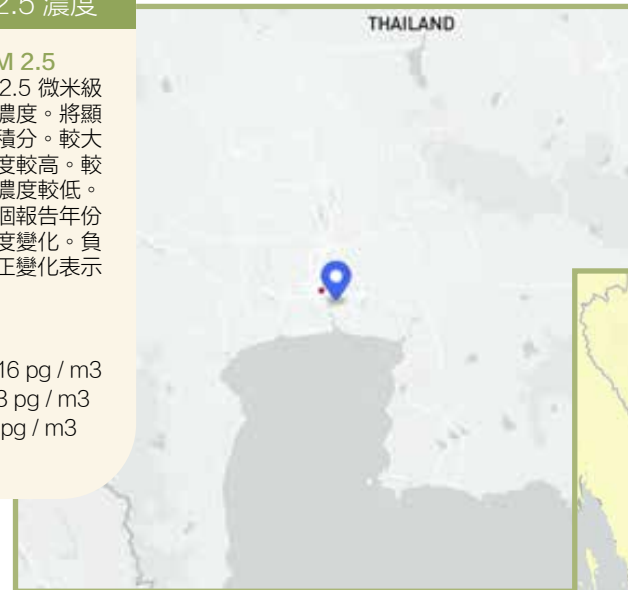 2.5 濃度
THAILAND
M 2.5
2.5 微米級
濃度。將顯
積分。較大
度較高。較
濃度較低。
個報告年份
度變化。負
正變化表示
16 pg / m3
3 pg / m3
pg / m3